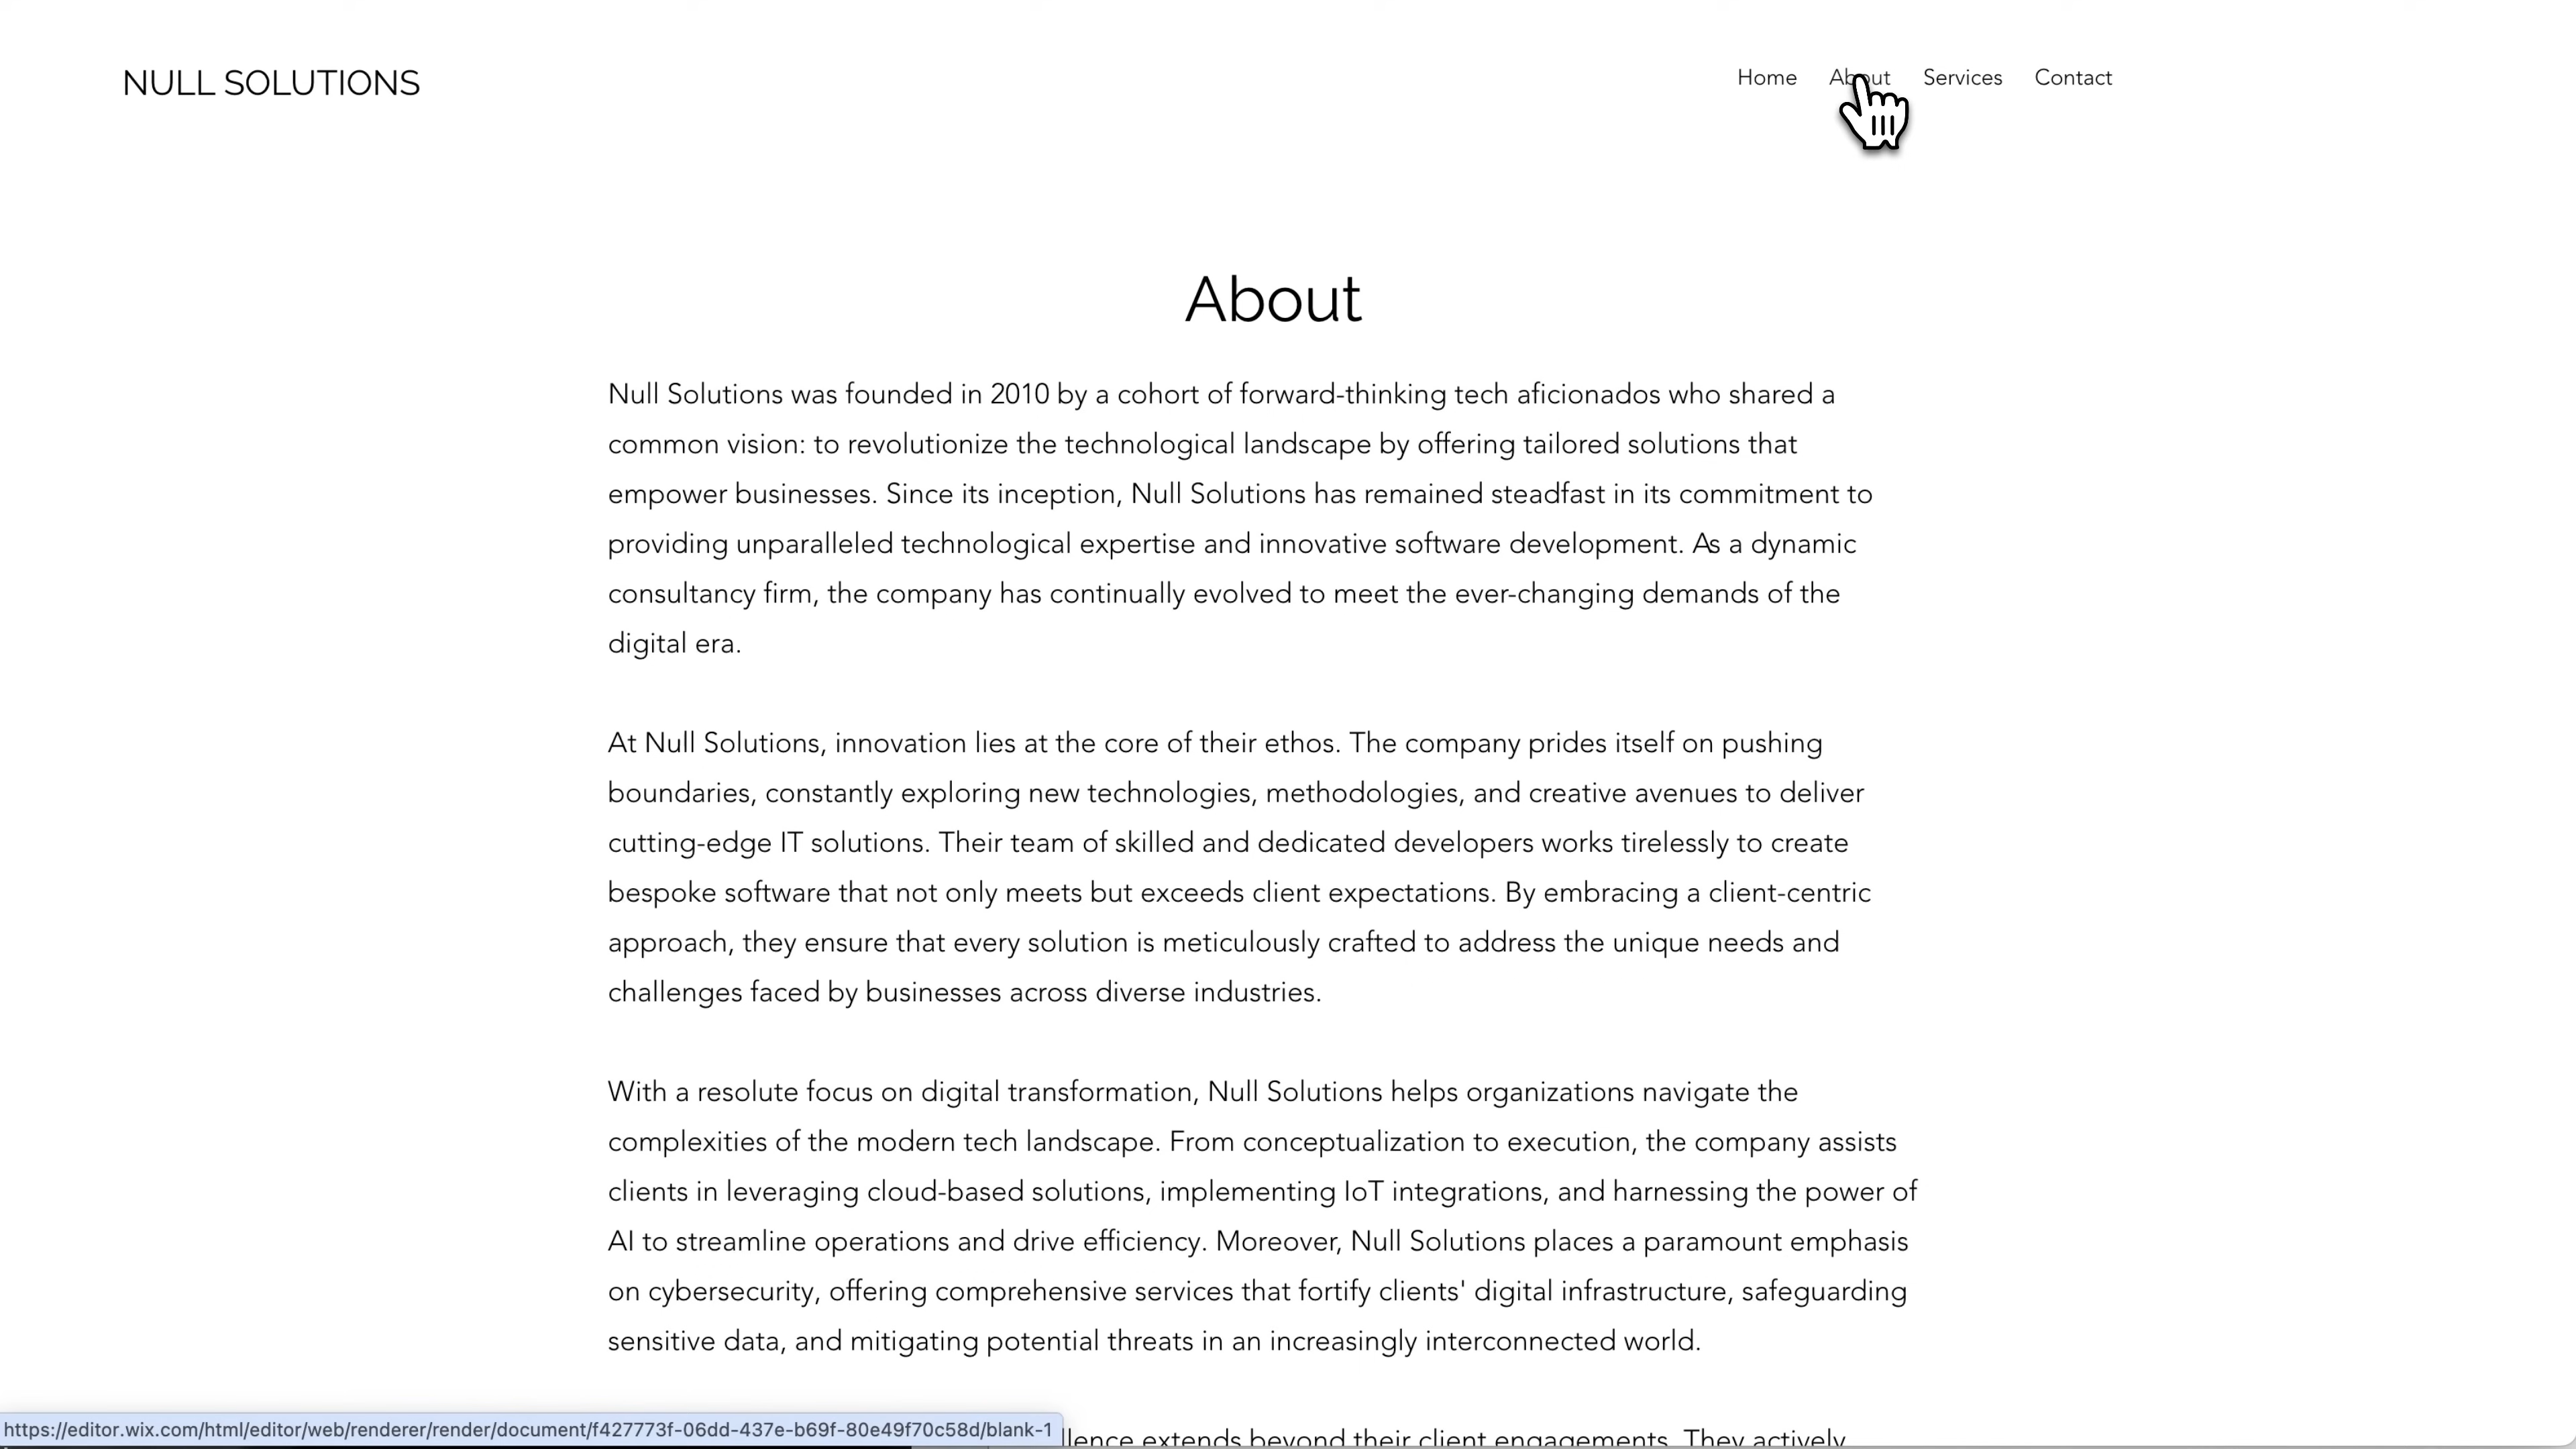 NULL SOLUTIONS
Home About Services Contact
About
Null Solutions was founded in 2010 by a cohort of forward-thinking tech aficionados who shared a
common vision: to revolutionize the technological landscape by offering tailored solutions that
empower businesses. Since its inception, Null Solutions has remained steadfast in its commitment to
providing unparalleled technological expertise and innovative software development. As a dynamic
consultancy firm, the company has continually evolved to meet the ever-changing demands of the
digital era.
At Null Solutions, innovation lies at the core of their ethos. The company prides itself on pushing
boundaries, constantly exploring new technologies, methodologies, and creative avenues to deliver
cutting-edge IT solutions. Their team of skilled and dedicated developers works tirelessly to create
bespoke software that not only meets but exceeds client expectations. By embracing a client-centric
approach, they ensure that every solution is meticulously crafted to address the unique needs and
challenges faced by businesses across diverse industries.
With a resolute focus on digital transformation, Null Solutions helps organizations navigate the
complexities of the modern tech landscape. From conceptualization to execution, the company assists
clients in leveraging cloud-based solutions, implementing IoT integrations, and harnessing the power of
AI to streamline operations and drive efficiency. Moreover, Null Solutions places a paramount emphasis
on cybersecurity, offering comprehensive services that fortify clients' digital infrastructure, safeguarding
sensitive data, and mitigating potential threats in an increasingly interconnected world.
extends beyond their client engagements. They actively
https://editor.wix.com/html/editor/web/renderer/render/document/f427773f-06dd-437e-b69f-80e49f70c58d/blank-1